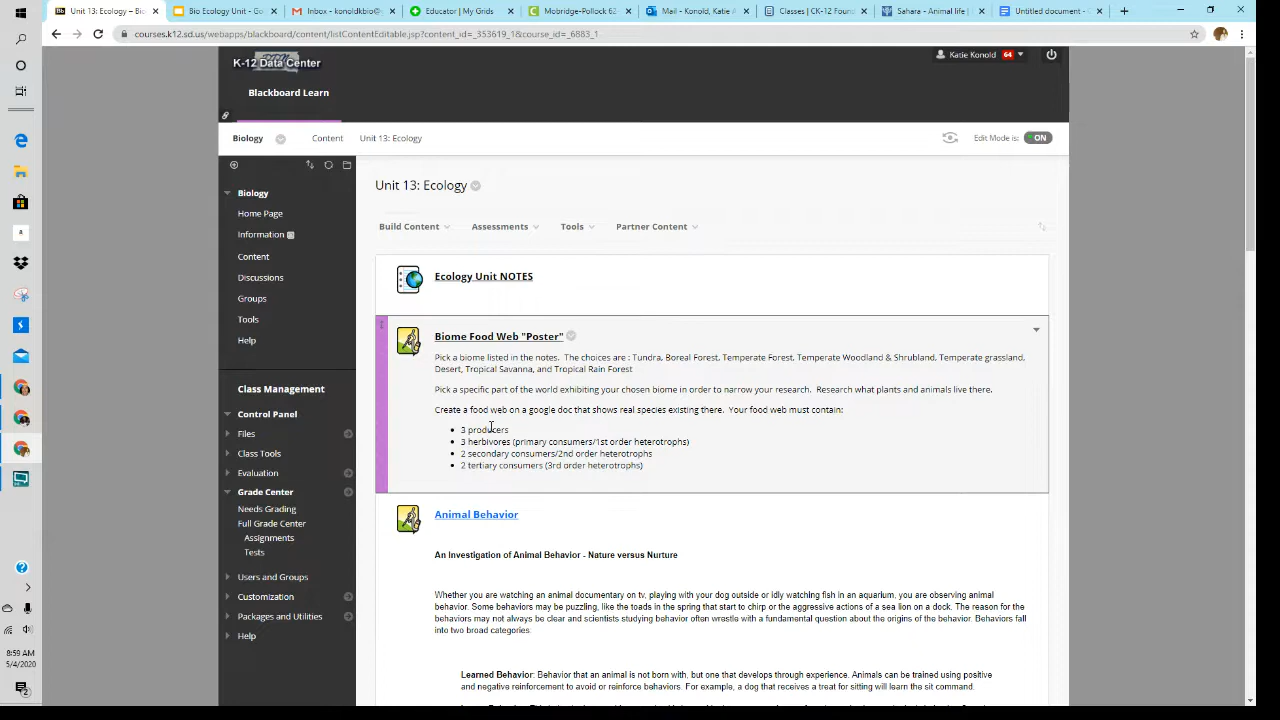 Unit 13: Ecology – Bio
Bio Ecology Unit - Go
Inbox - konoldkbio@
Educator | My Grids
Mobridge-Pollock 62
Mail - Konold, Katie A
Classes | CK-12 Foun
Sahara - Animal life |
Untitled document -
courses.k12.sd.us/webapps/blackboard/content/listContentEditable.jsp?content_id=_353619_1&course_id=_6883_1
K-12 Data Center
Katie Konold 64
Blackboard Learn
Biology Content Unit 13: Ecology
Edit Mode is: ON
Biology
Home Page
Information
Content
Discussions
Groups
Tools
Help
Class Management
Control Panel
Files
Class Tools
Evaluation
Grade Center
Needs Grading
Full Grade Center
Assignments
Tests
Users and Groups
Customization
Packages and Utilities
Help
Unit 13: Ecology
Build Content Assessments Tools Partner Content
Ecology Unit NOTES
Biome Food Web "Poster"
Pick a biome listed in the notes. The choices are : Tundra, Boreal Forest, Temperate Forest, Temperate Woodland & Shrubland, Temperate grassland,
Desert, Tropical Savanna, and Tropical Rain Forest
Pick a specific part of the world exhibiting your chosen biome in order to narrow your research. Research what plants and animals live there.
Create a food web on a google doc that shows real species existing there. Your food web must contain:
• 3 producers
• 3 herbivores (primary consumers/1st order heterotrophs)
• 2 secondary consumers/2nd order heterotrophs
• 2 tertiary consumers (3rd order heterotrophs)
Animal Behavior
An Investigation of Animal Behavior - Nature versus Nurture
Whether you are watching an animal documentary on tv, playing with your dog outside or idly watching fish in an aquarium, you are observing animal
behavior. Some behaviors may be puzzling, like the toads in the spring that start to chirp or the aggressive actions of a sea lion on a dock. The reason for the
behaviors may not always be clear and scientists studying behavior often wrestle with a fundamental question about the origins of the behavior. Behaviors fall
into two broad categories:
Learned Behavior: Behavior that an animal is not born with, but one that develops through experience. Animals can be trained using positive
and negative reinforcement to avoid or reinforce behaviors. For example, a dog that receives a treat for sitting will learn the sit command.
8:59 AM
5/4/2020